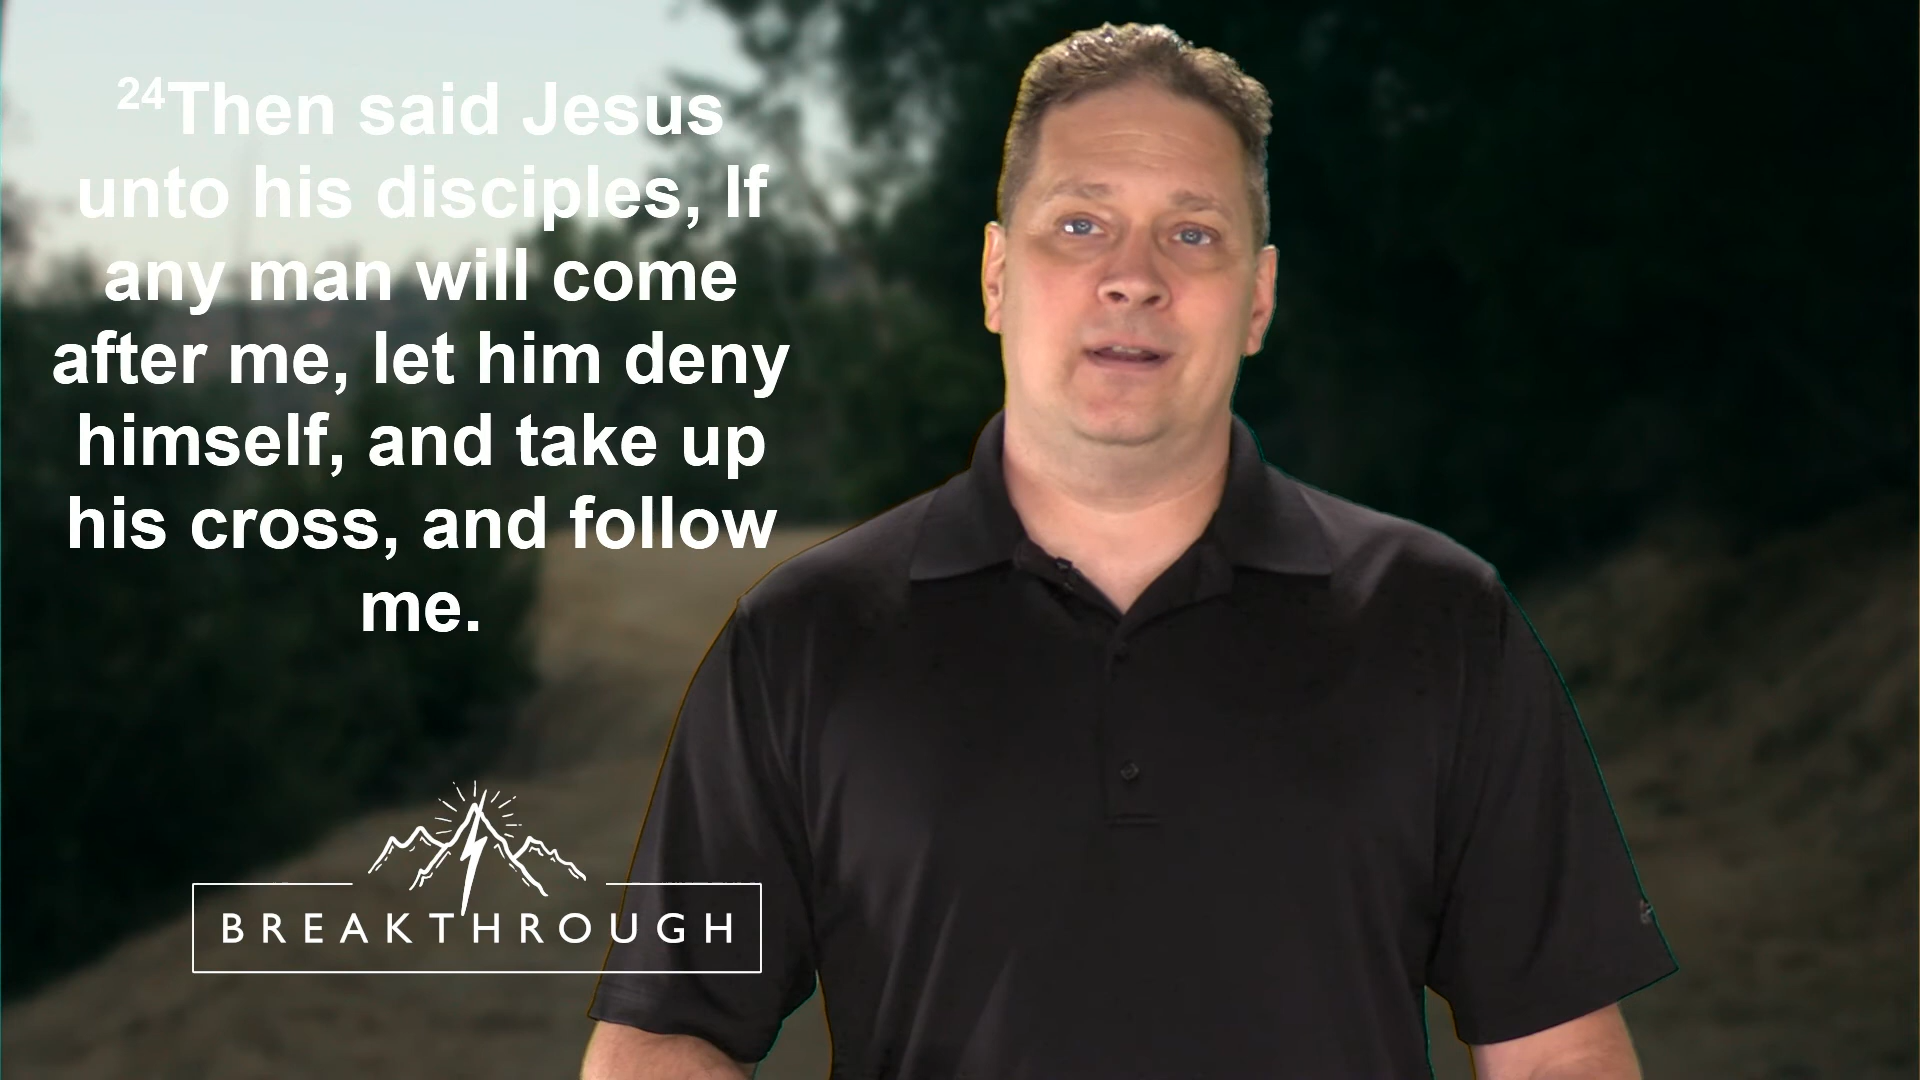 24Then said Jesus
unto his disciples, If
any man will come
after me, let him deny
himself, and take up
his cross, and follow
me.
BREAKTHROUGH